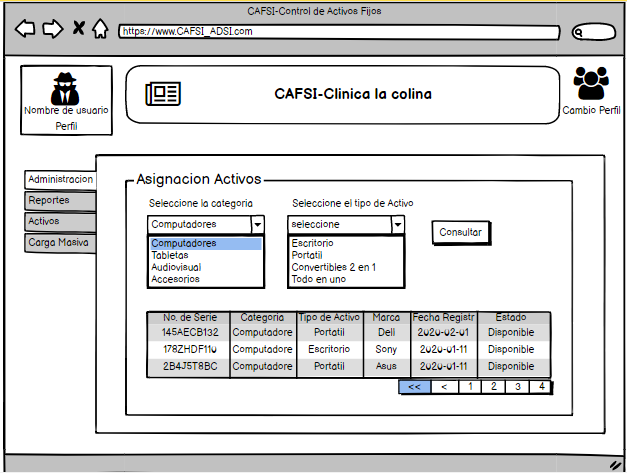 CAFSI-Control de Activos Fijos
https://www.CAFSI_ADSI.com
Nombre de usuario
Perfil
CAFSI-Clinica la colina
Cambio Perfil
Administracion
Reportes
Activos
Carga Masiva
Asignacion Activos
Seleccione la categoria
Seleccione el tipo de Activo
Computadores
seleccione
Consultar
Computadores
Tabletas
Audiovisual
Accesorios
Escritorio
Portatil
Convertibles 2 en 1
Todo en uno
No. de Serie Categoria Tipo de Activo Marca Fecha Registr Estado
145AECB132 Computadore Portatil Dell 2020-02-01 Disponible
178ZHDF110 Computadore Escritorio Sony 2020-01-11 Disponible
2B4J5T8BC Computadore Portatil Asus 2020-01-11 Disponible
<< < 1 2 3 4